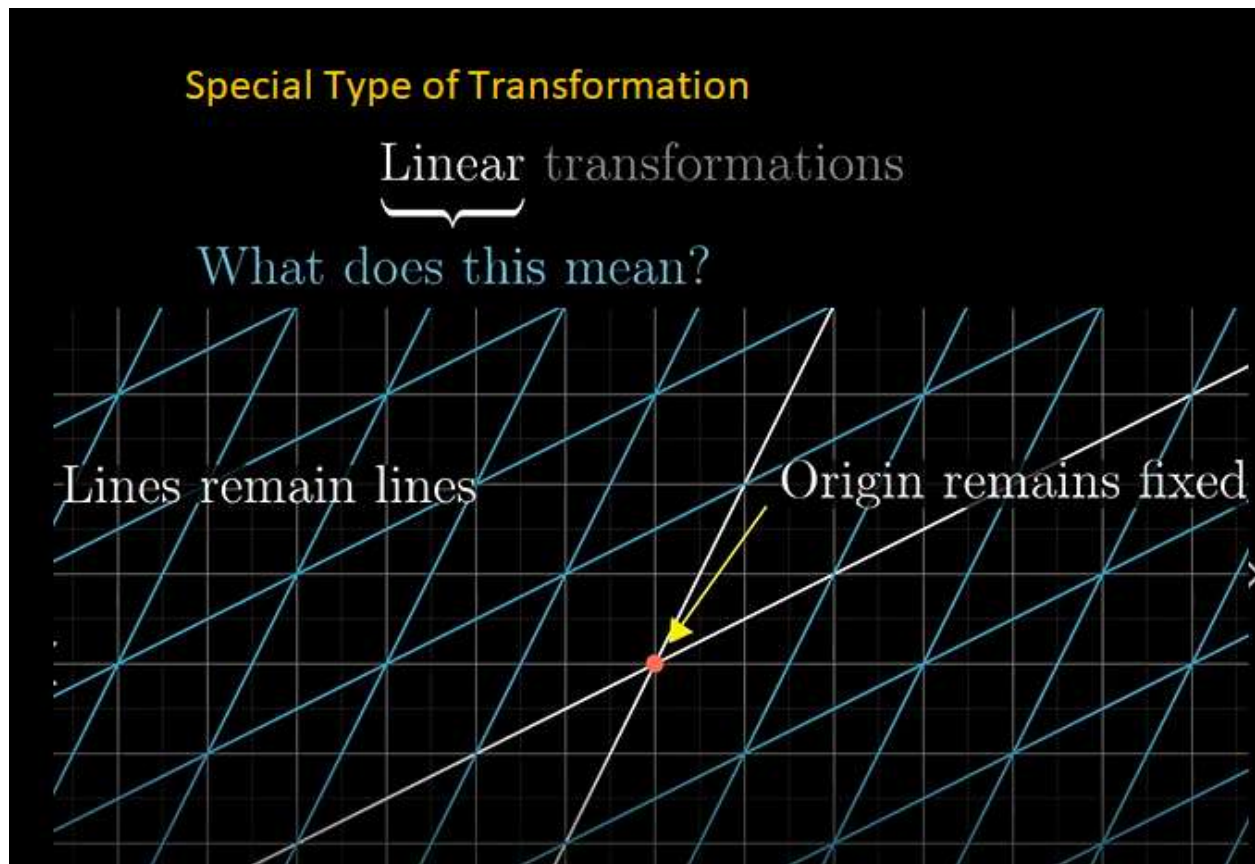 Special Type of Transformation
Linear transformations
What does this mean?
Lines remain lines
Origin remains fixed